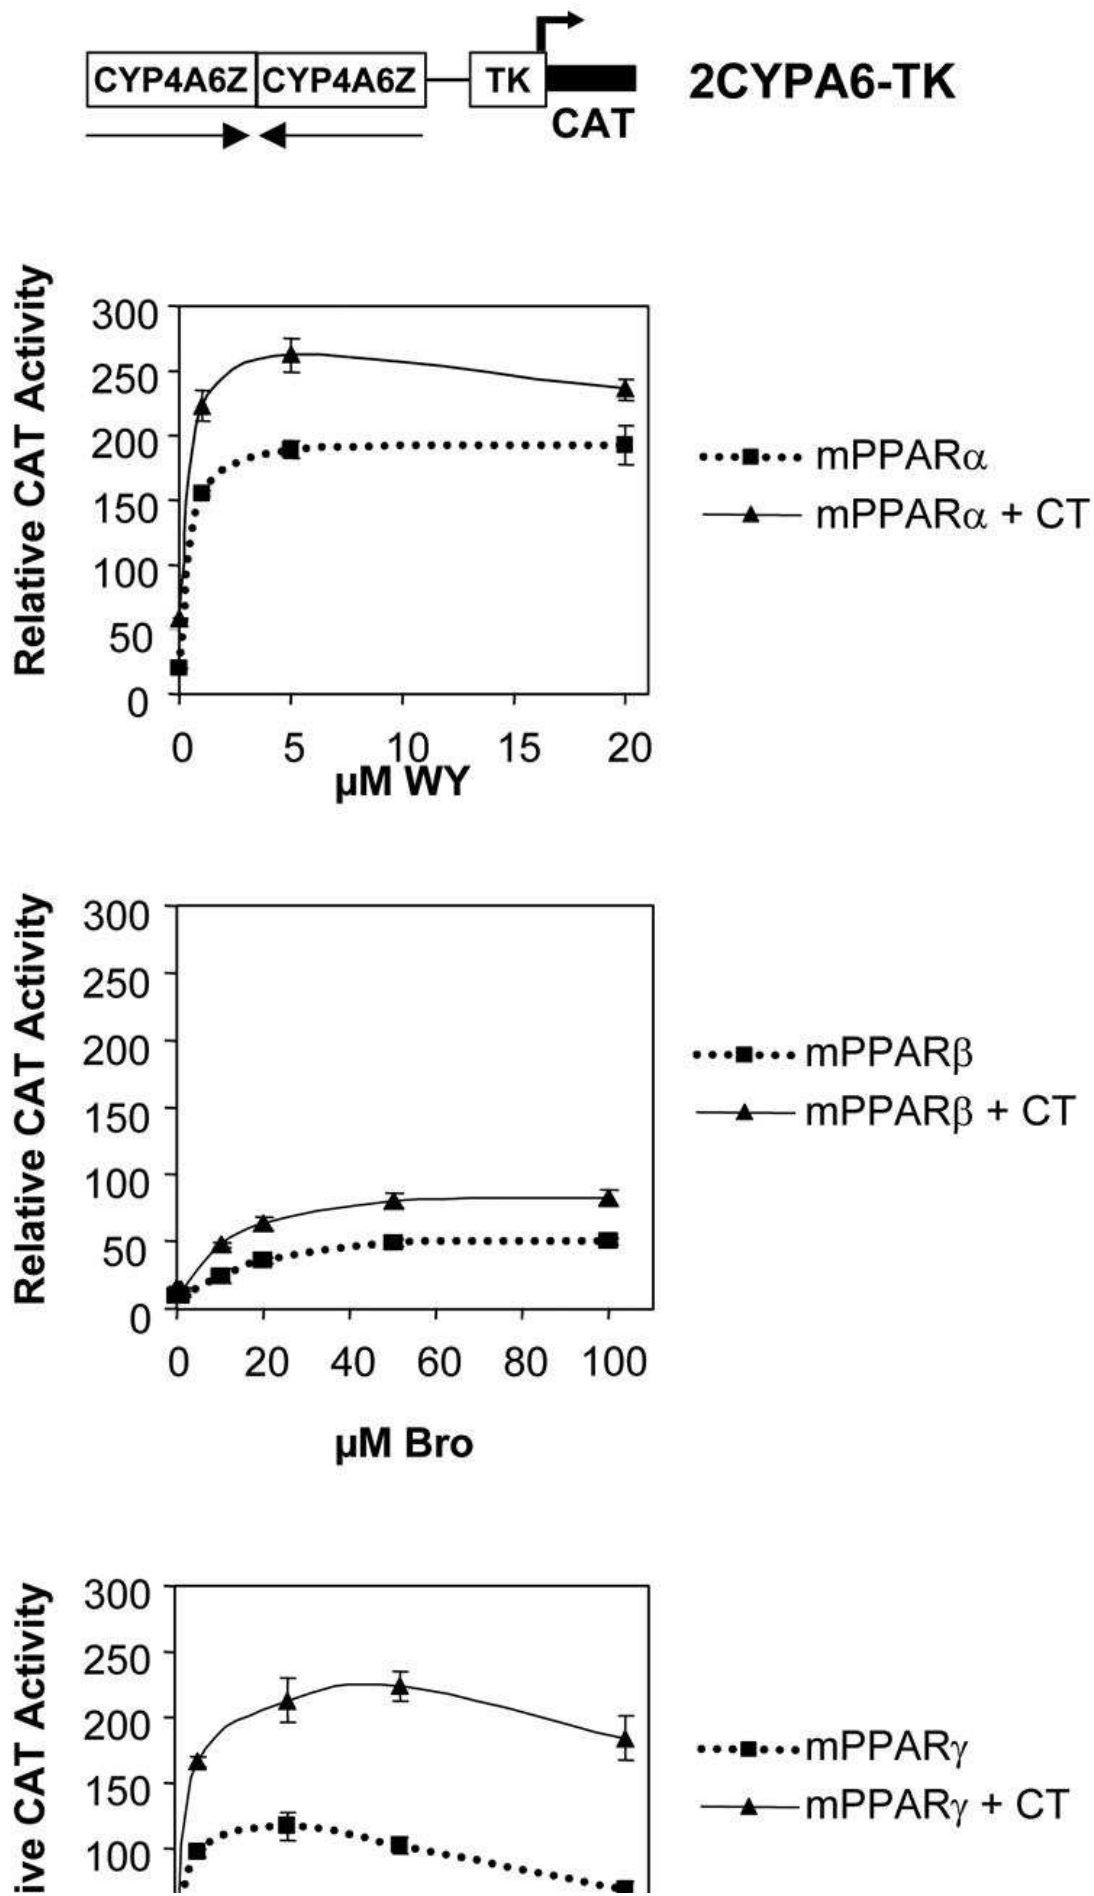 CYP4A6Z CYP4A6Z TK 2CYPA6-TK
CAT
Relative CAT Activity
300
250
200
150
100
50
0
0 5 10 15 20
µM WY
mPPARα
mPPARα + CT
Relative CAT Activity
300
250
200
150
100
50
0
0 20 40 60 80 100
µM Bro
mPPARβ
mPPARβ + CT
ive CAT Activity
300
250
200
150
100
mPPARγ
mPPARγ + CT